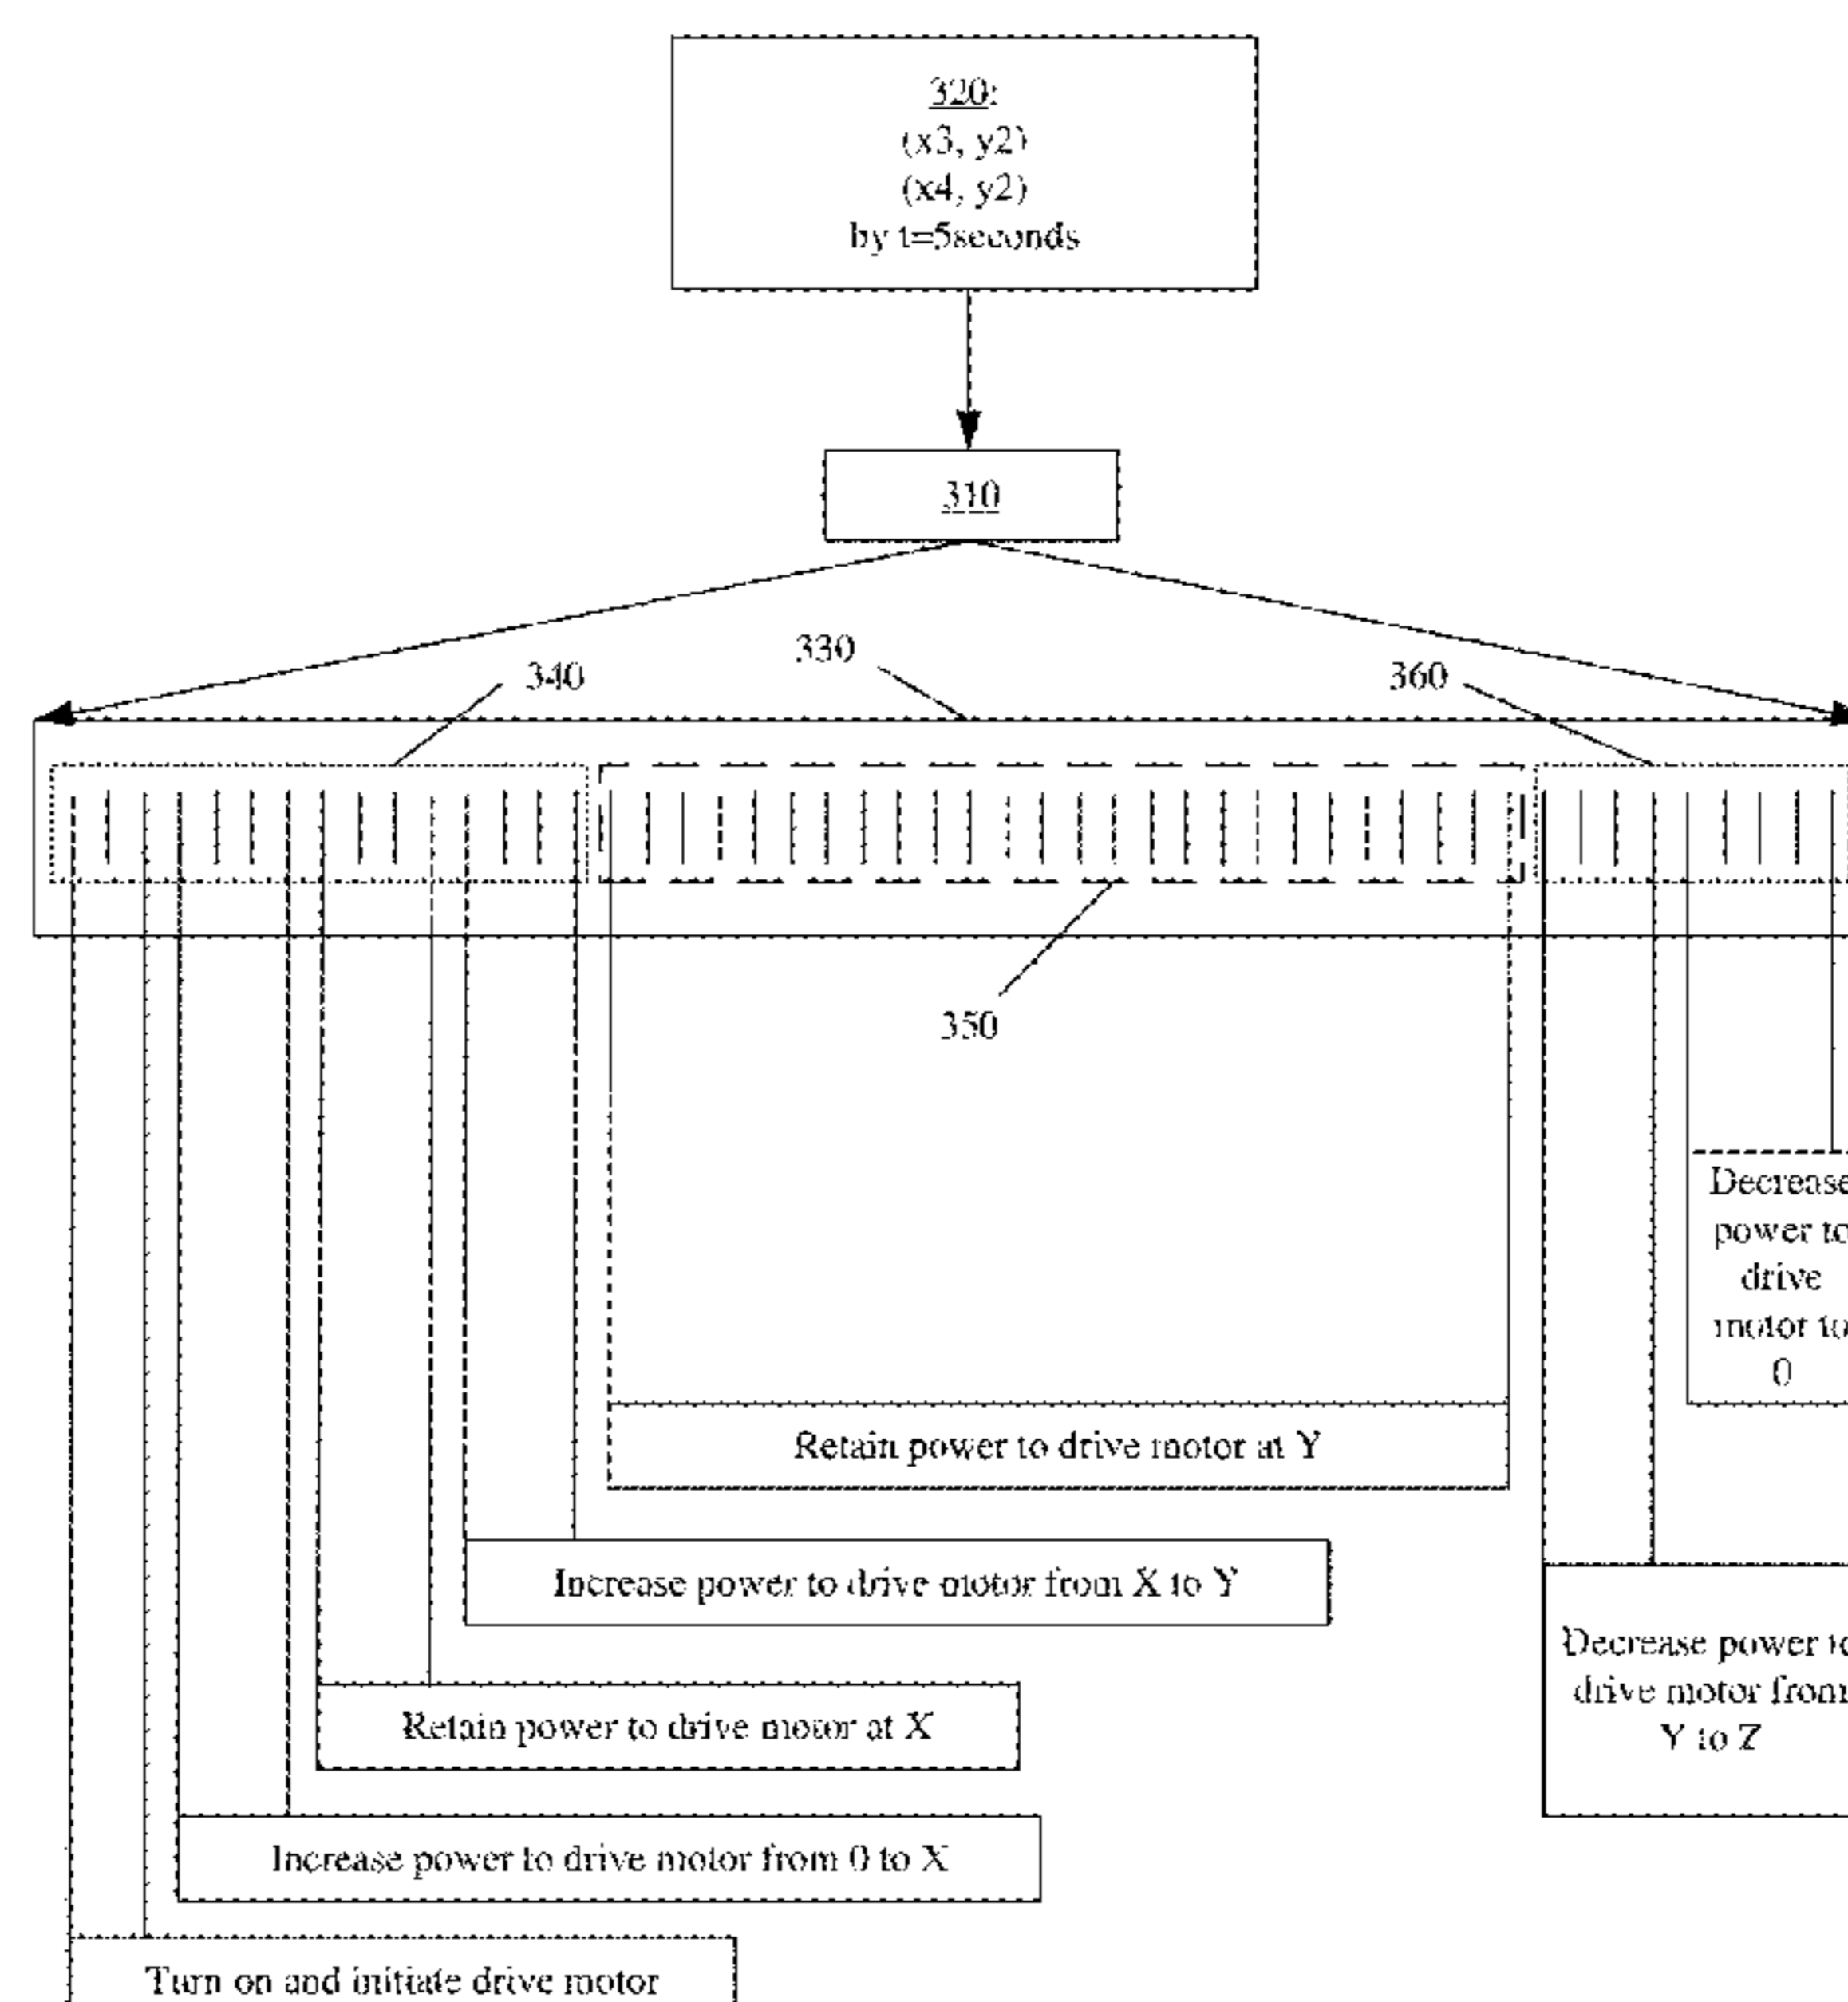 320:
(x3, y2)
(x4, y2)
by t=5seconds
310
330
340
360
350
Decrease
power to
drive
motor to
0
Retain power to drive motor at Y
Increase power to drive motor from X to Y
Decrease power to
drive motor from
Y to Z
Retain power to drive motor at X
Increase power to drive motor from 0 to X
Turn on and initiate drive motor